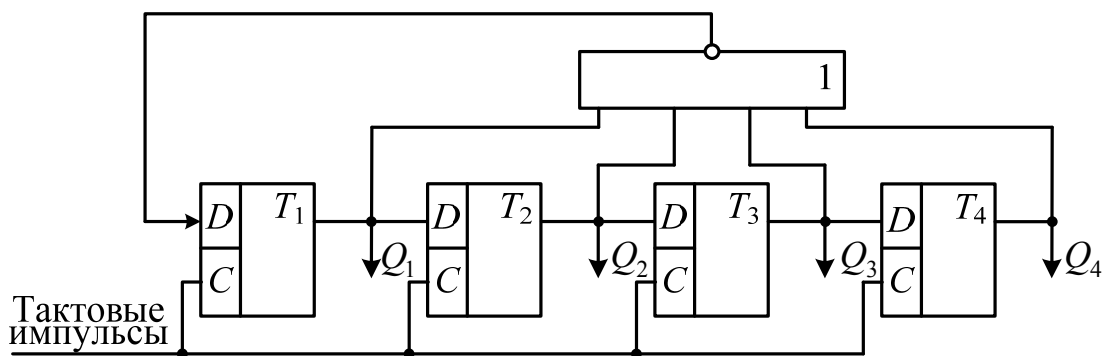 1
D T₁ D T₂ D T₃ D T₄
C Q₁ C Q₂ C Q₃ C Q₄
Тактовые
импульсы